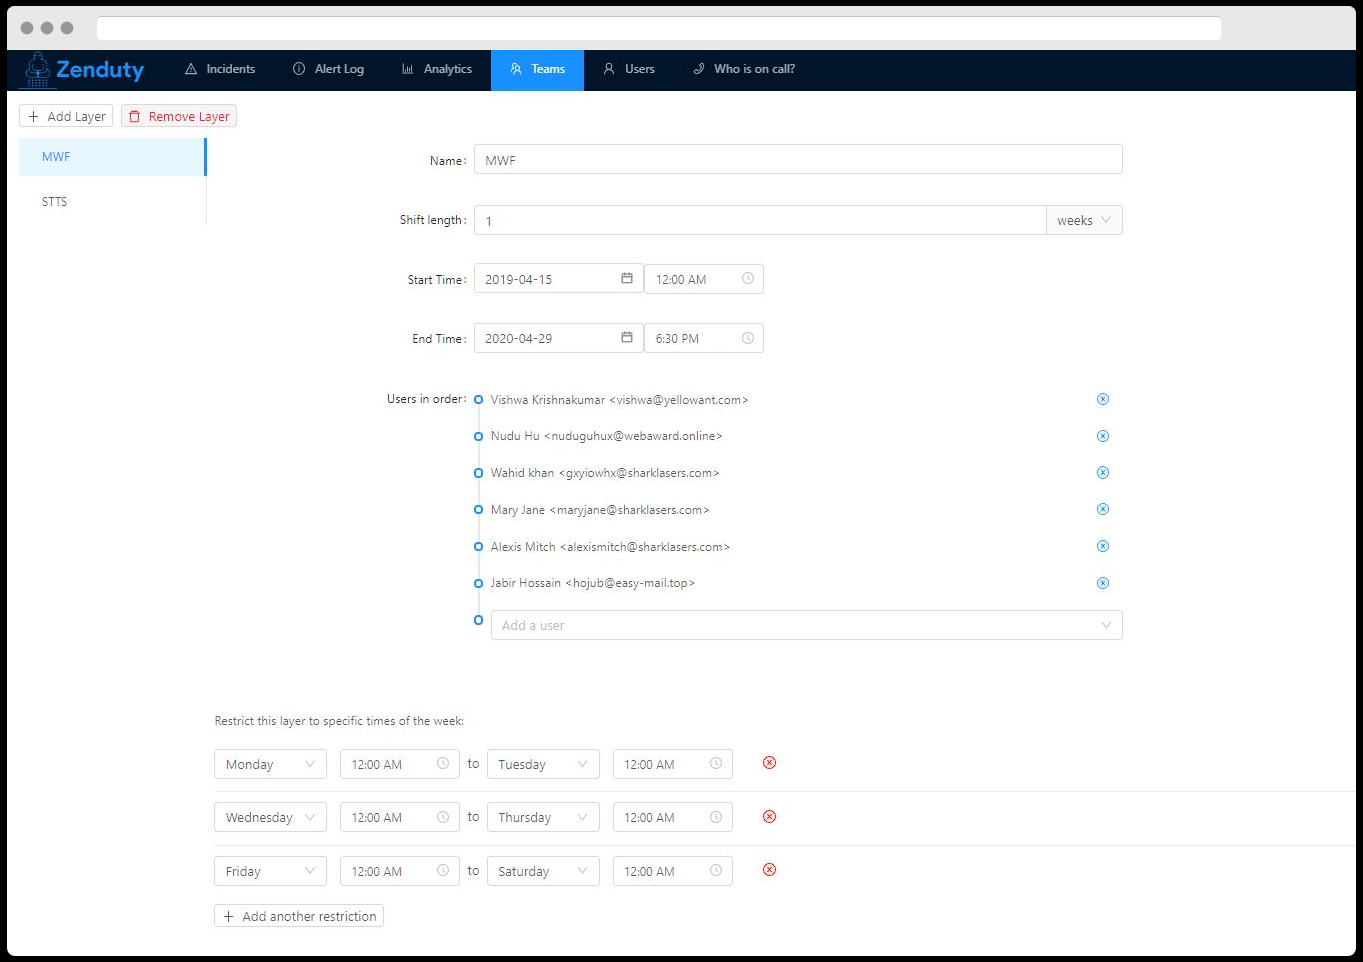 Zenduty Incidents Alert Log Analytics Teams Users Who is on call?
Add Layer Remove Layer
MWF
STTS
Name: MWF
Shift length: 1 weeks
Start Time: 2019-04-15 12:00 AM
End Time: 2020-04-29 6:30 PM
Users in order: Vishwa Krishnakumar <vishwa@yellowant.com>
Nudu Hu <nuduguhux@webaward.online>
Wahid khan <gxyiowhx@sharklasers.com>
Mary Jane <maryjane@sharklasers.com>
Alexis Mitch <alexismitch@sharklasers.com>
Jabir Hossain <hojub@easy-mail.top>
Add a user
Restrict this layer to specific times of the week:
Monday 12:00 AM to Tuesday 12:00 AM
Wednesday 12:00 AM to Thursday 12:00 AM
Friday 12:00 AM to Saturday 12:00 AM
Add another restriction